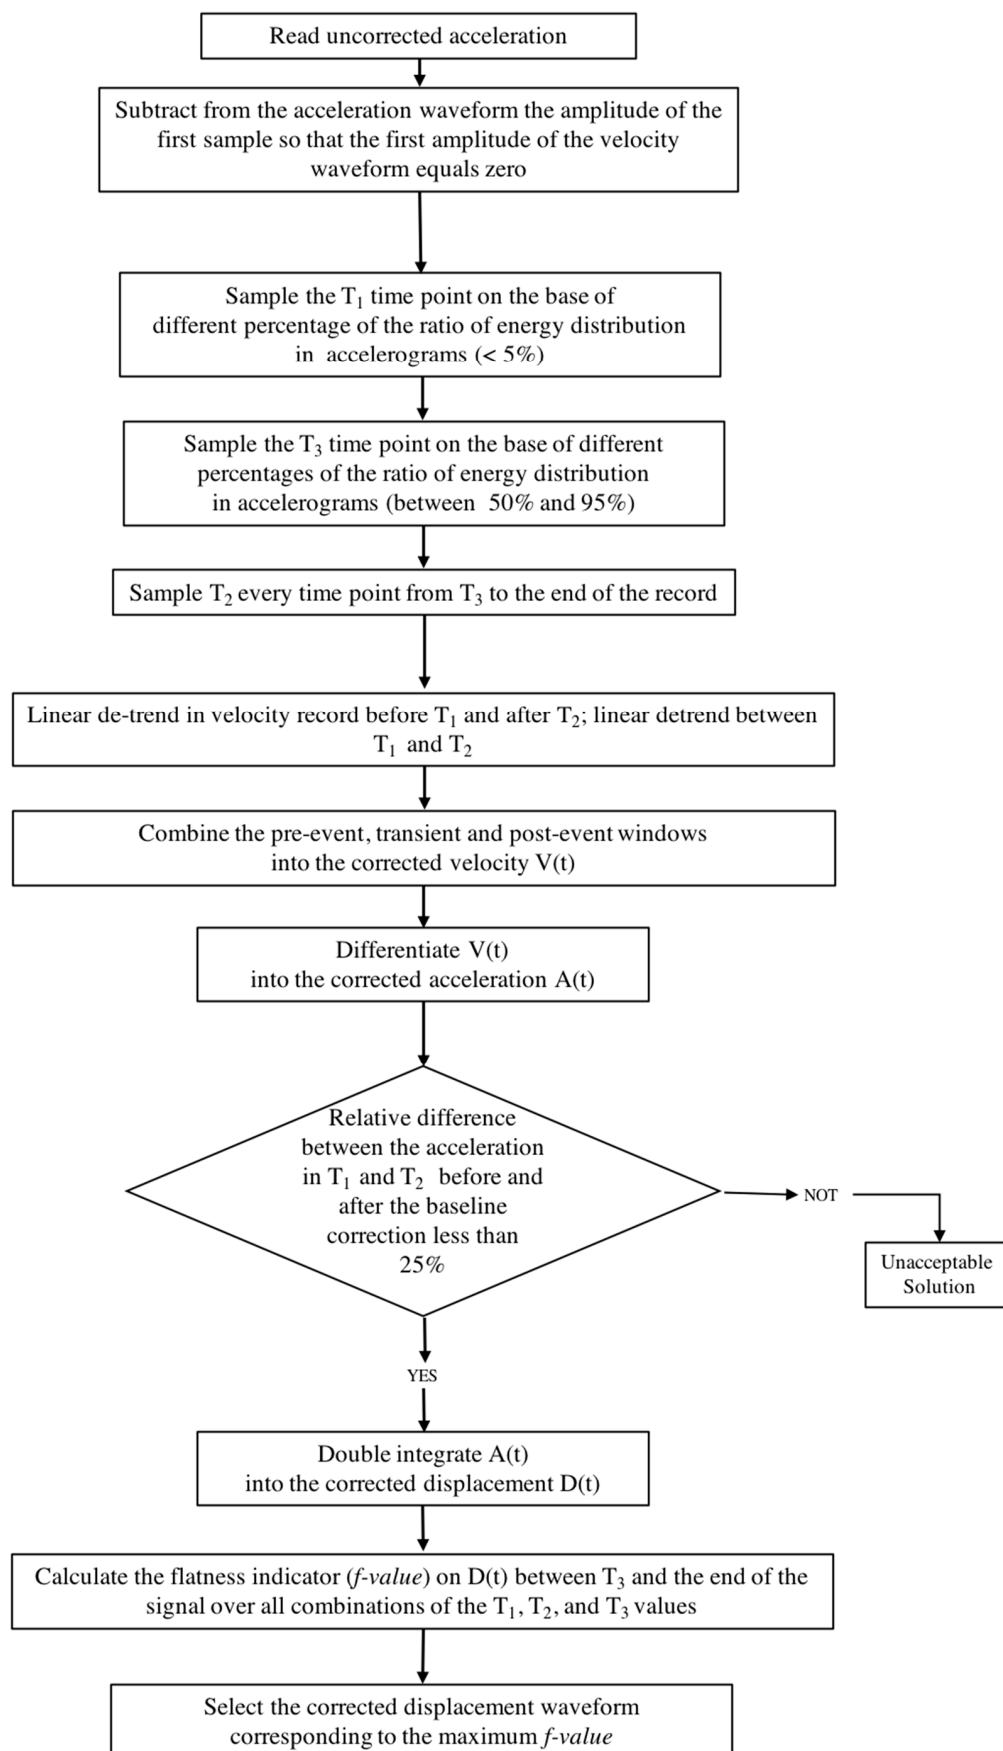 Read uncorrected acceleration
Subtract from the acceleration waveform the amplitude of the
first sample so that the first amplitude of the velocity
waveform equals zero
Sample the T₁ time point on the base of
different percentage of the ratio of energy distribution
in accelerograms (< 5%)
Sample the T₃ time point on the base of different
percentages of the ratio of energy distribution
in accelerograms (between 50% and 95%)
Sample T₂ every time point from T₃ to the end of the record
Linear de-trend in velocity record before T₁ and after T₂; linear detrend between
T₁ and T₂
Combine the pre-event, transient and post-event windows
into the corrected velocity V(t)
Differentiate V(t)
into the corrected acceleration A(t)
Relative difference
between the acceleration
in T₁ and T₂ before and
after the baseline
correction less than
25%
NOT
Unacceptable
Solution
YES
Double integrate A(t)
into the corrected displacement D(t)
Calculate the flatness indicator (f-value) on D(t) between T₃ and the end of the
signal over all combinations of the T₁, T₂, and T₃ values
Select the corrected displacement waveform
corresponding to the maximum f-value